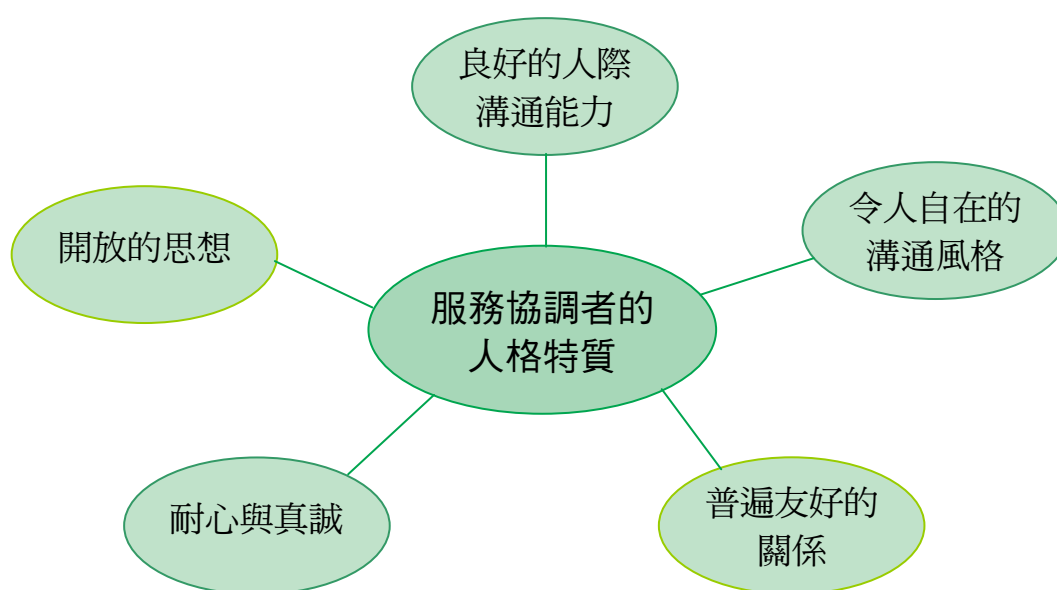 良好的人際
溝通能力
令人自在的
溝通風格
開放的思想
服務協調者的
人格特質
耐心與真誠
普遍友好的
關係